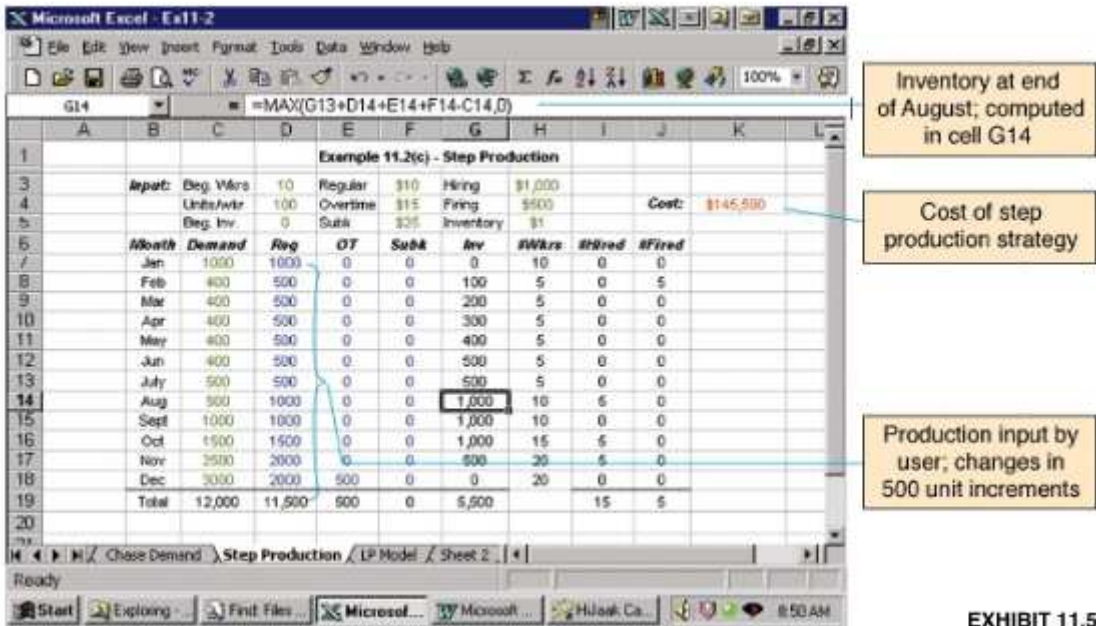 Microsoft Excel - Ex11-2
File Edit View Insert Format Tools Data Window Help
100%
G14 = =MAX(G13+D14+E14+F14-C14,0)
A B C D E F G H I J K L
1 Example 11.2(c) - Step Production
3 Input: Beg. Wkrs 10 Regular $10 Hiring $1,000
4 Units/wkr 100 Overtime $15 Firing $500 Cost: $145,500
5 Beg. Inv. 0 Subk $25 Inventory $1
6 Month Demand Reg OT Subk Inv #Wkrs #Hired #Fired
7 Jan 1000 1000 0 0 0 10 0 0
8 Feb 400 500 0 0 100 5 0 5
9 Mar 400 500 0 0 200 5 0 0
10 Apr 400 500 0 0 300 5 0 0
11 May 400 500 0 0 400 5 0 0
12 Jun 400 500 0 0 500 5 0 0
13 July 500 500 0 0 500 5 0 0
14 Aug 500 1000 0 0 1,000 10 5 0
15 Sept 1000 1000 0 0 1,000 10 0 0
16 Oct 1500 1500 0 0 1,000 15 5 0
17 Nov 2500 2000 0 0 500 20 5 0
18 Dec 3000 2000 500 0 0 20 0 0
19 Total 12,000 11,500 500 0 5,500 15 5
20
Chase Demand Step Production LP Model Sheet 2
Ready
Start Exploring - ... Find: Files ... Microsof... Microsoft ... HiJaak Ca... 8:50 AM
Inventory at end
of August; computed
in cell G14
Cost of step
production strategy
Production input by
user; changes in
500 unit increments
EXHIBIT 11.5